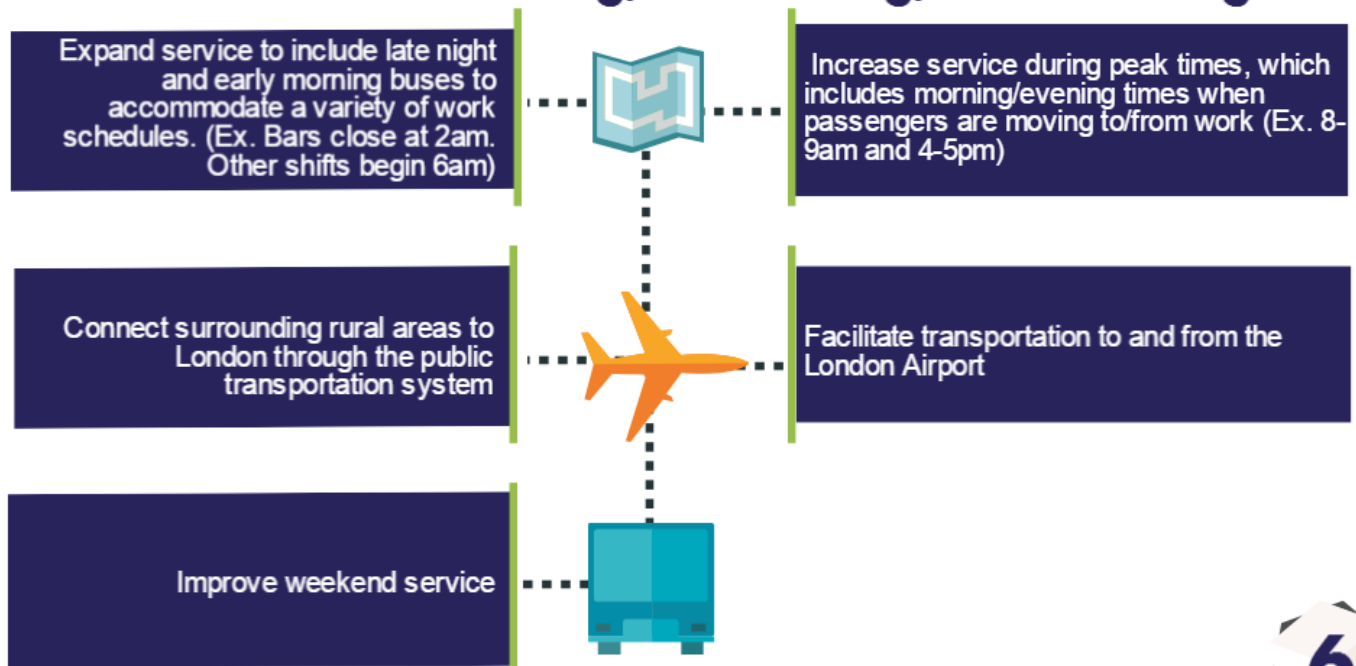 Expand service to include late night
and early morning buses to
accommodate a variety of work
schedules. (Ex. Bars close at 2am.
Other shifts begin 6am)
Increase service during peak times, which
includes morning/evening times when
passengers are moving to/from work (Ex. 8-
9am and 4-5pm)
Connect surrounding rural areas to
London through the public
transportation system
Facilitate transportation to and from the
London Airport
Improve weekend service
6